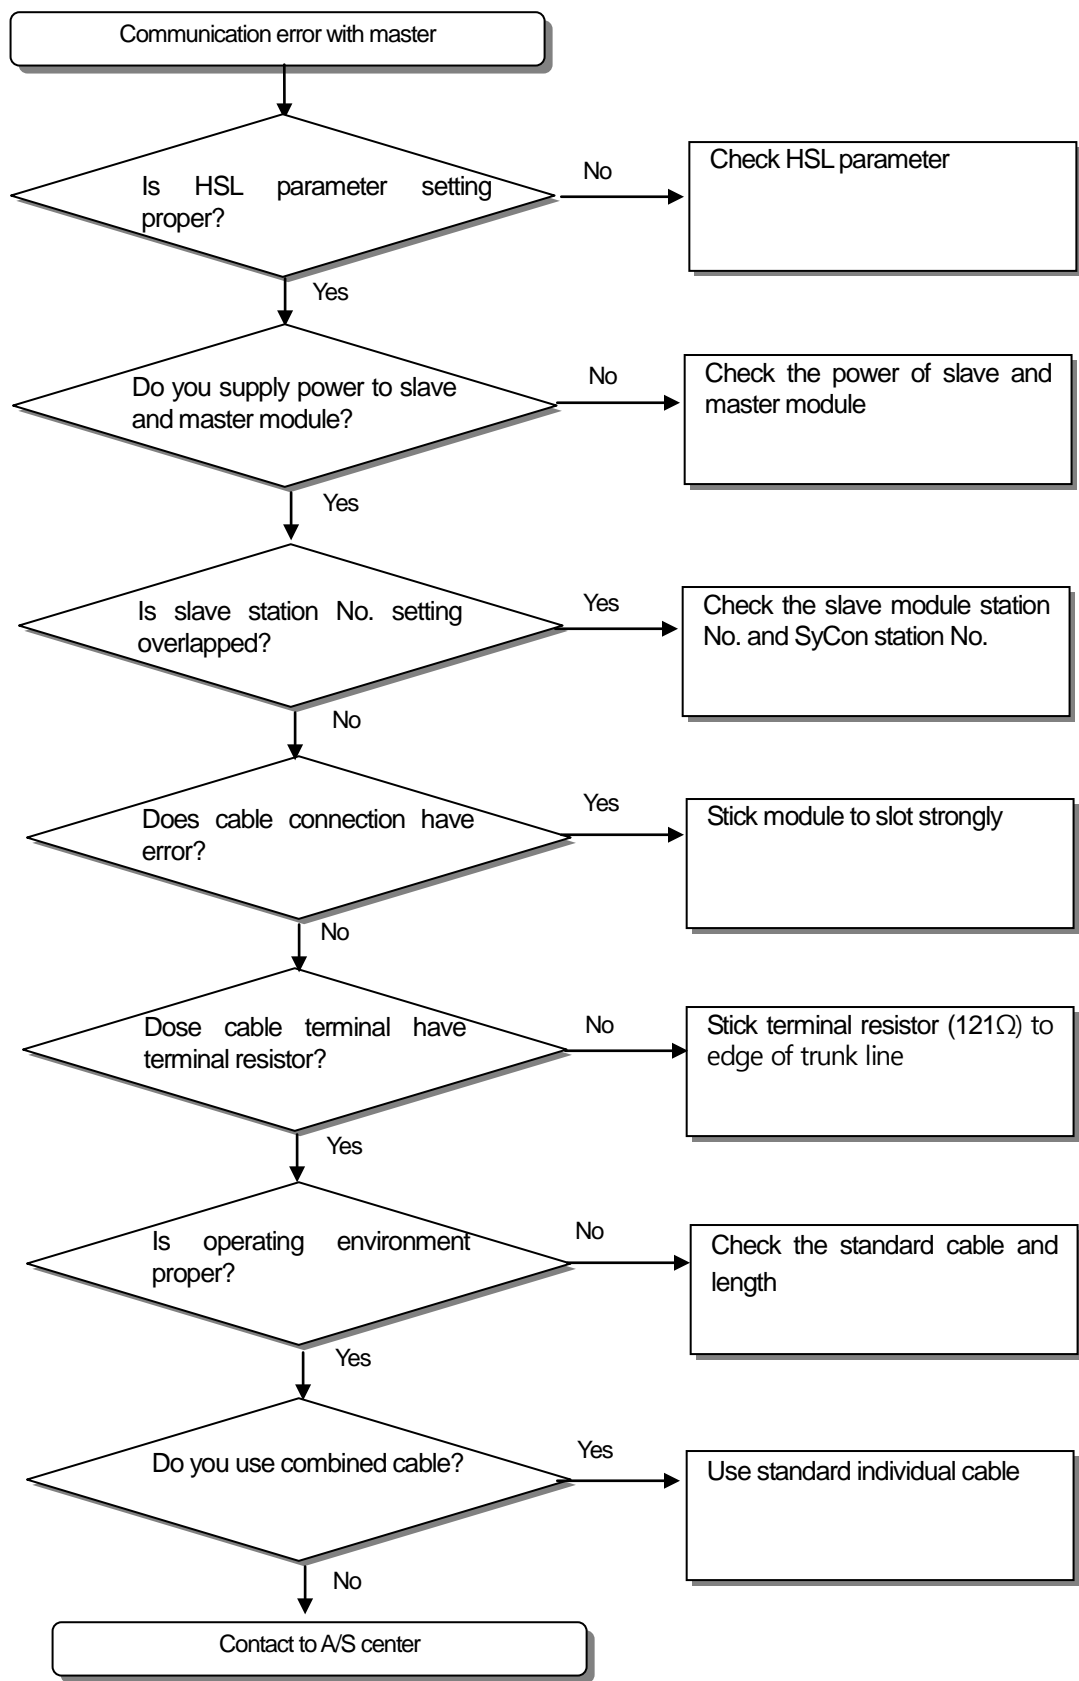 Communication error with master
Is HSL parameter setting
proper?
No
Check HSL parameter
Yes
Do you supply power to slave
and master module?
No
Check the power of slave and
master module
Yes
Is slave station No. setting
overlapped?
Yes
Check the slave module station
No. and SyCon station No.
No
Does cable connection have
error?
Yes
Stick module to slot strongly
No
Dose cable terminal have
terminal resistor?
No
Stick terminal resistor (121Ω) to
edge of trunk line
Yes
Is operating environment
proper?
No
Check the standard cable and
length
Yes
Do you use combined cable?
Yes
Use standard individual cable
No
Contact to A/S center